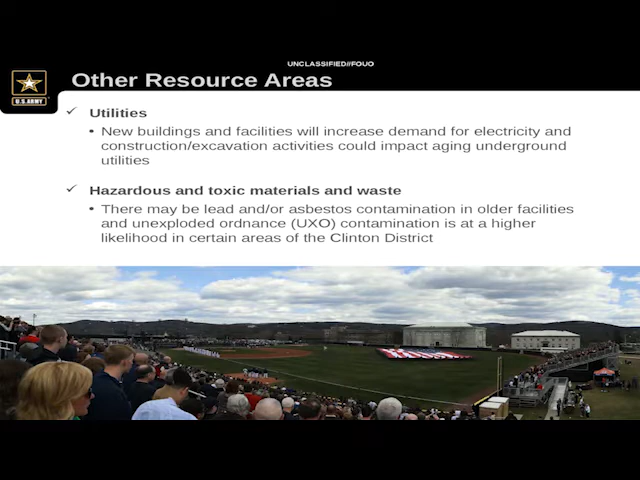 UNCLASSIFIED//FOUO
Other Resource Areas
U.S.ARMY
Utilities
• New buildings and facilities will increase demand for electricity and
construction/excavation activities could impact aging underground
utilities
Hazardous and toxic materials and waste
• There may be lead and/or asbestos contamination in older facilities
and unexploded ordnance (UXO) contamination is at a higher
likelihood in certain areas of the Clinton District